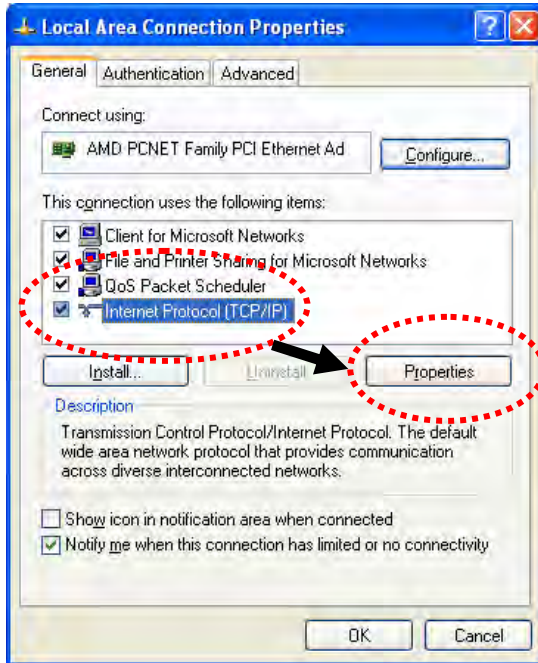 Local Area Connection Properties
General Authentication Advanced
Connect using:
AMD PCNET Family PCI Ethernet Ad Configure...
This connection uses the following items:
Client for Microsoft Networks
File and Printer Sharing for Microsoft Networks
QoS Packet Scheduler
Internet Protocol (TCP/IP)
Install... Uninstall Properties
Description
Transmission Control Protocol/Internet Protocol. The default
wide area network protocol that provides communication
across diverse interconnected networks.
Show icon in notification area when connected
Notify me when this connection has limited or no connectivity
OK Cancel